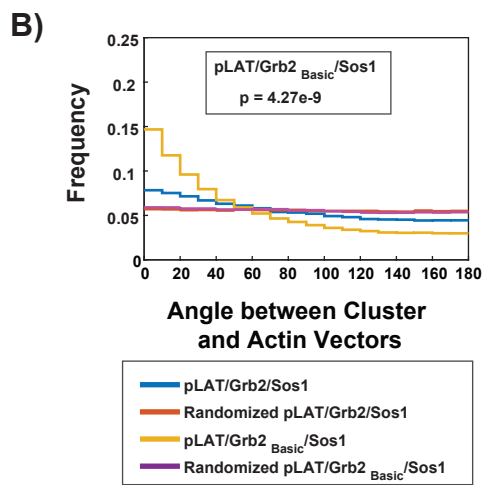 B)
0.25
0.2
0.15
0.1
0.05
0
Frequency
pLAT/Grb2 Basic/Sos1
p = 4.27e-9
0 20 40 60 80 100 120 140 160 180
Angle between Cluster
and Actin Vectors
pLAT/Grb2/Sos1
Randomized pLAT/Grb2/Sos1
pLAT/Grb2 Basic/Sos1
Randomized pLAT/Grb2 Basic/Sos1